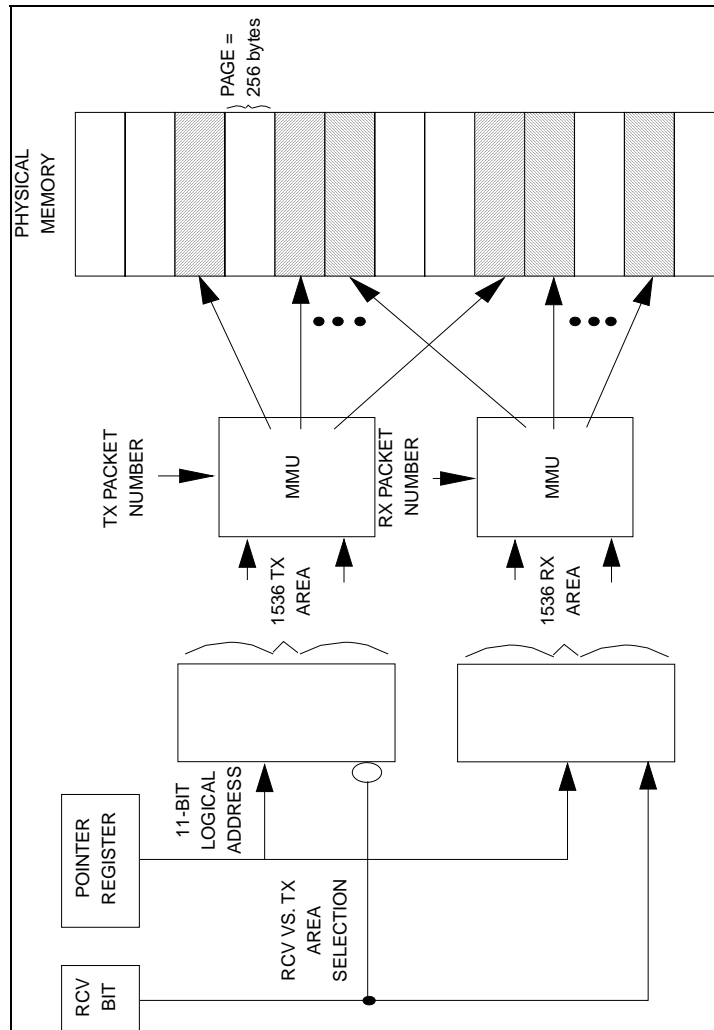 PHYSICAL
MEMORY
PAGE =
256 bytes
TX PACKET
NUMBER
MMU
RX PACKET
NUMBER
MMU
1536 TX
AREA
1536 RX
AREA
11-BIT
LOGICAL
ADDRESS
POINTER
REGISTER
RCV VS. TX
AREA
SELECTION
RCV
BIT